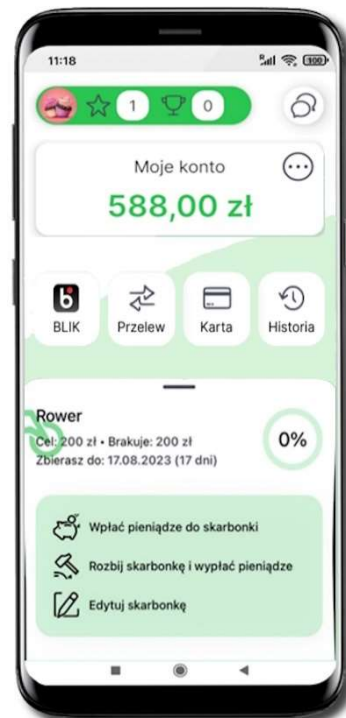 11:18
R
100
1
0
Moje konto
588,00 zł
BLIK
Przelew
Karta
Historia
Rower
Cel: 200 zł • Brakuje: 200 zł
Zbierasz do: 17.08.2023 (17 dni)
0%
Wpłać pieniądze do skarbonki
Rozbij skarbonkę i wypłać pieniądze
Edytuj skarbonkę